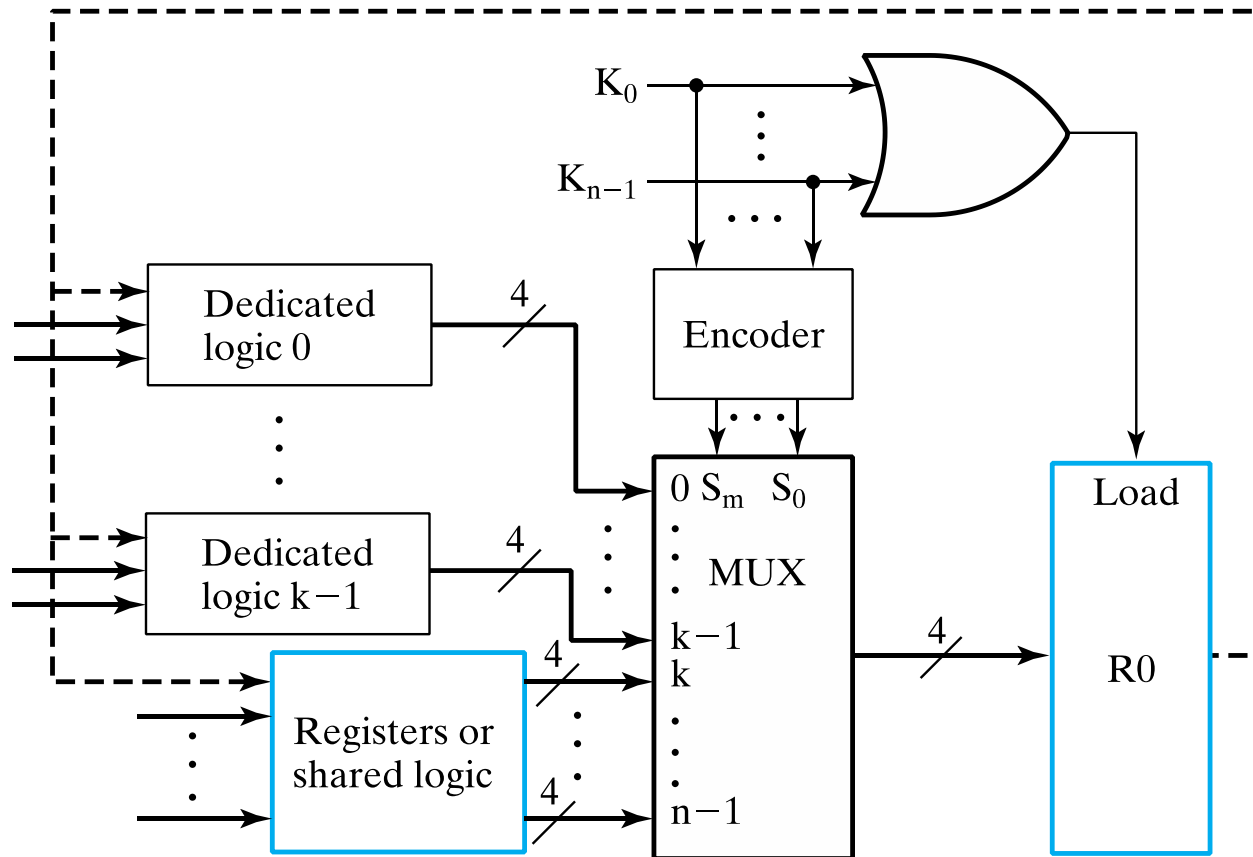 K₀
Kₙ₋₁
Dedicated
logic 0
4
Encoder
0 Sₘ S₀
MUX
Load
Dedicated
logic k−1
4
k−1
k
4
4
R0
Registers or
shared logic
4
n−1